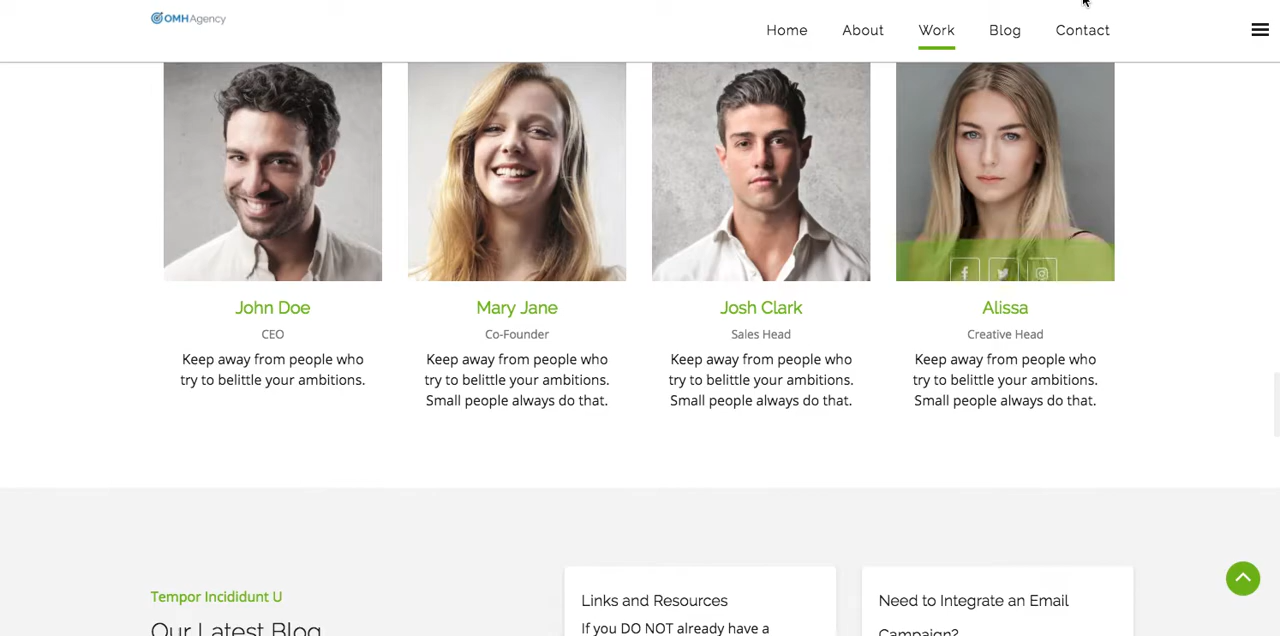 OMHAgency
Home About Work Blog Contact
John Doe
CEO
Keep away from people who
try to belittle your ambitions.
Mary Jane
Co-Founder
Keep away from people who
try to belittle your ambitions.
Small people always do that.
Josh Clark
Sales Head
Keep away from people who
try to belittle your ambitions.
Small people always do that.
Alissa
Creative Head
Keep away from people who
try to belittle your ambitions.
Small people always do that.
Tempor Incididunt U
Our Latest Blog
Links and Resources
If you DO NOT already have a
Need to Integrate an Email
Campaign?